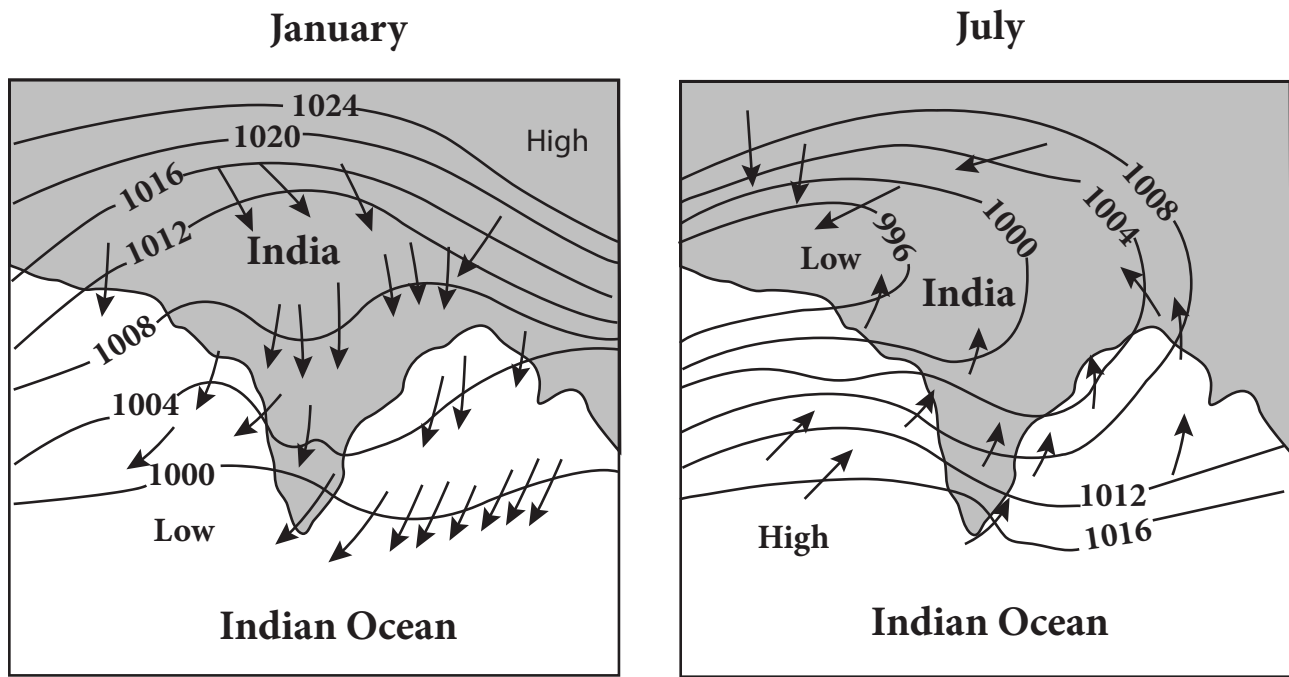 January
1024
1020
High
1016
1012
India
1008
1004
1000
Low
Indian Ocean
July
1008
1004
1000
996
Low
India
1012
1016
High
Indian Ocean